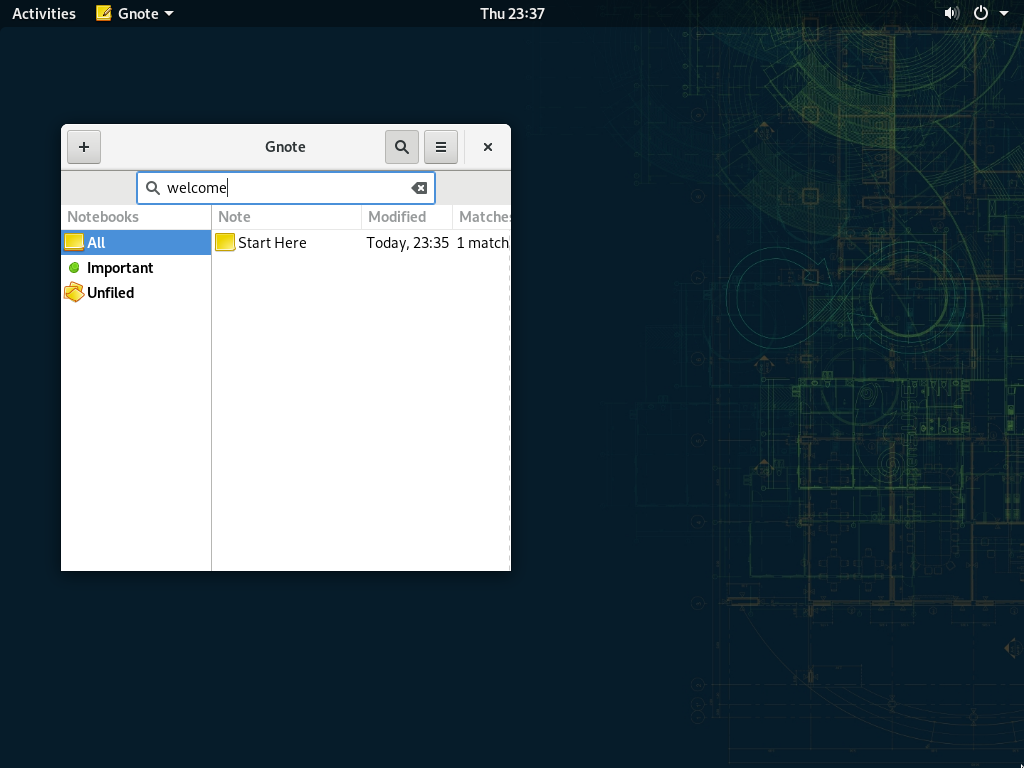 Activities Gnote Thu 23:37
+ Gnote
welcome
Notebooks Note Modified Matches
All Start Here Today, 23:35 1 match
Important
Unfiled